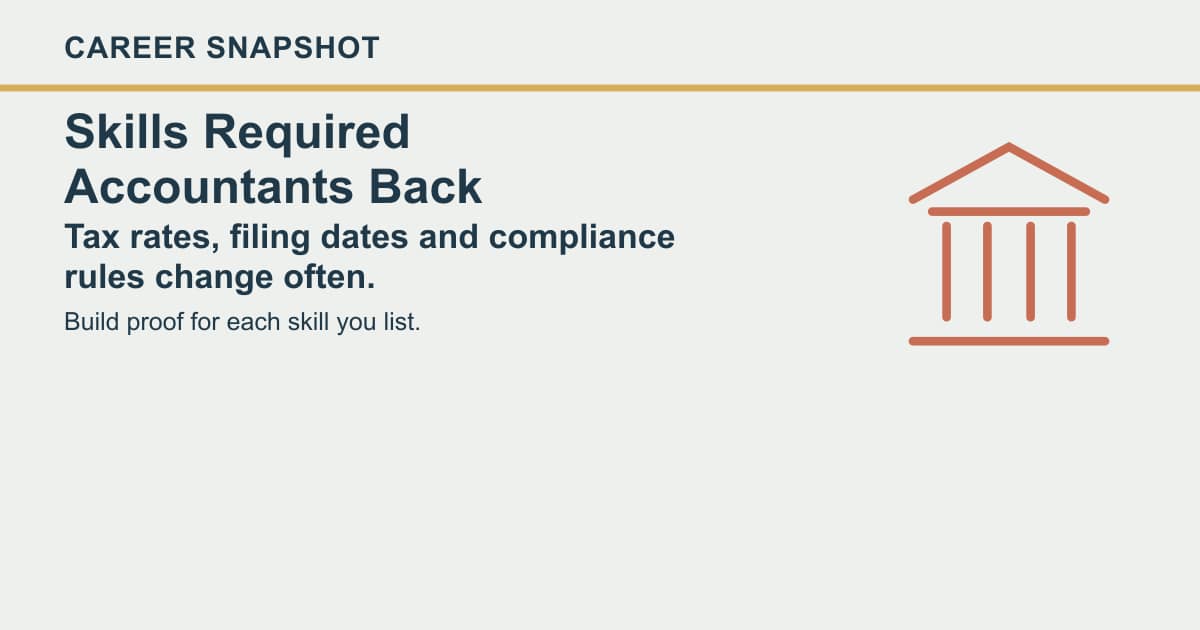 CAREER SNAPSHOT
Skills Required
Accountants Back
Tax rates, filing dates and compliance
rules change often.
Build proof for each skill you list.